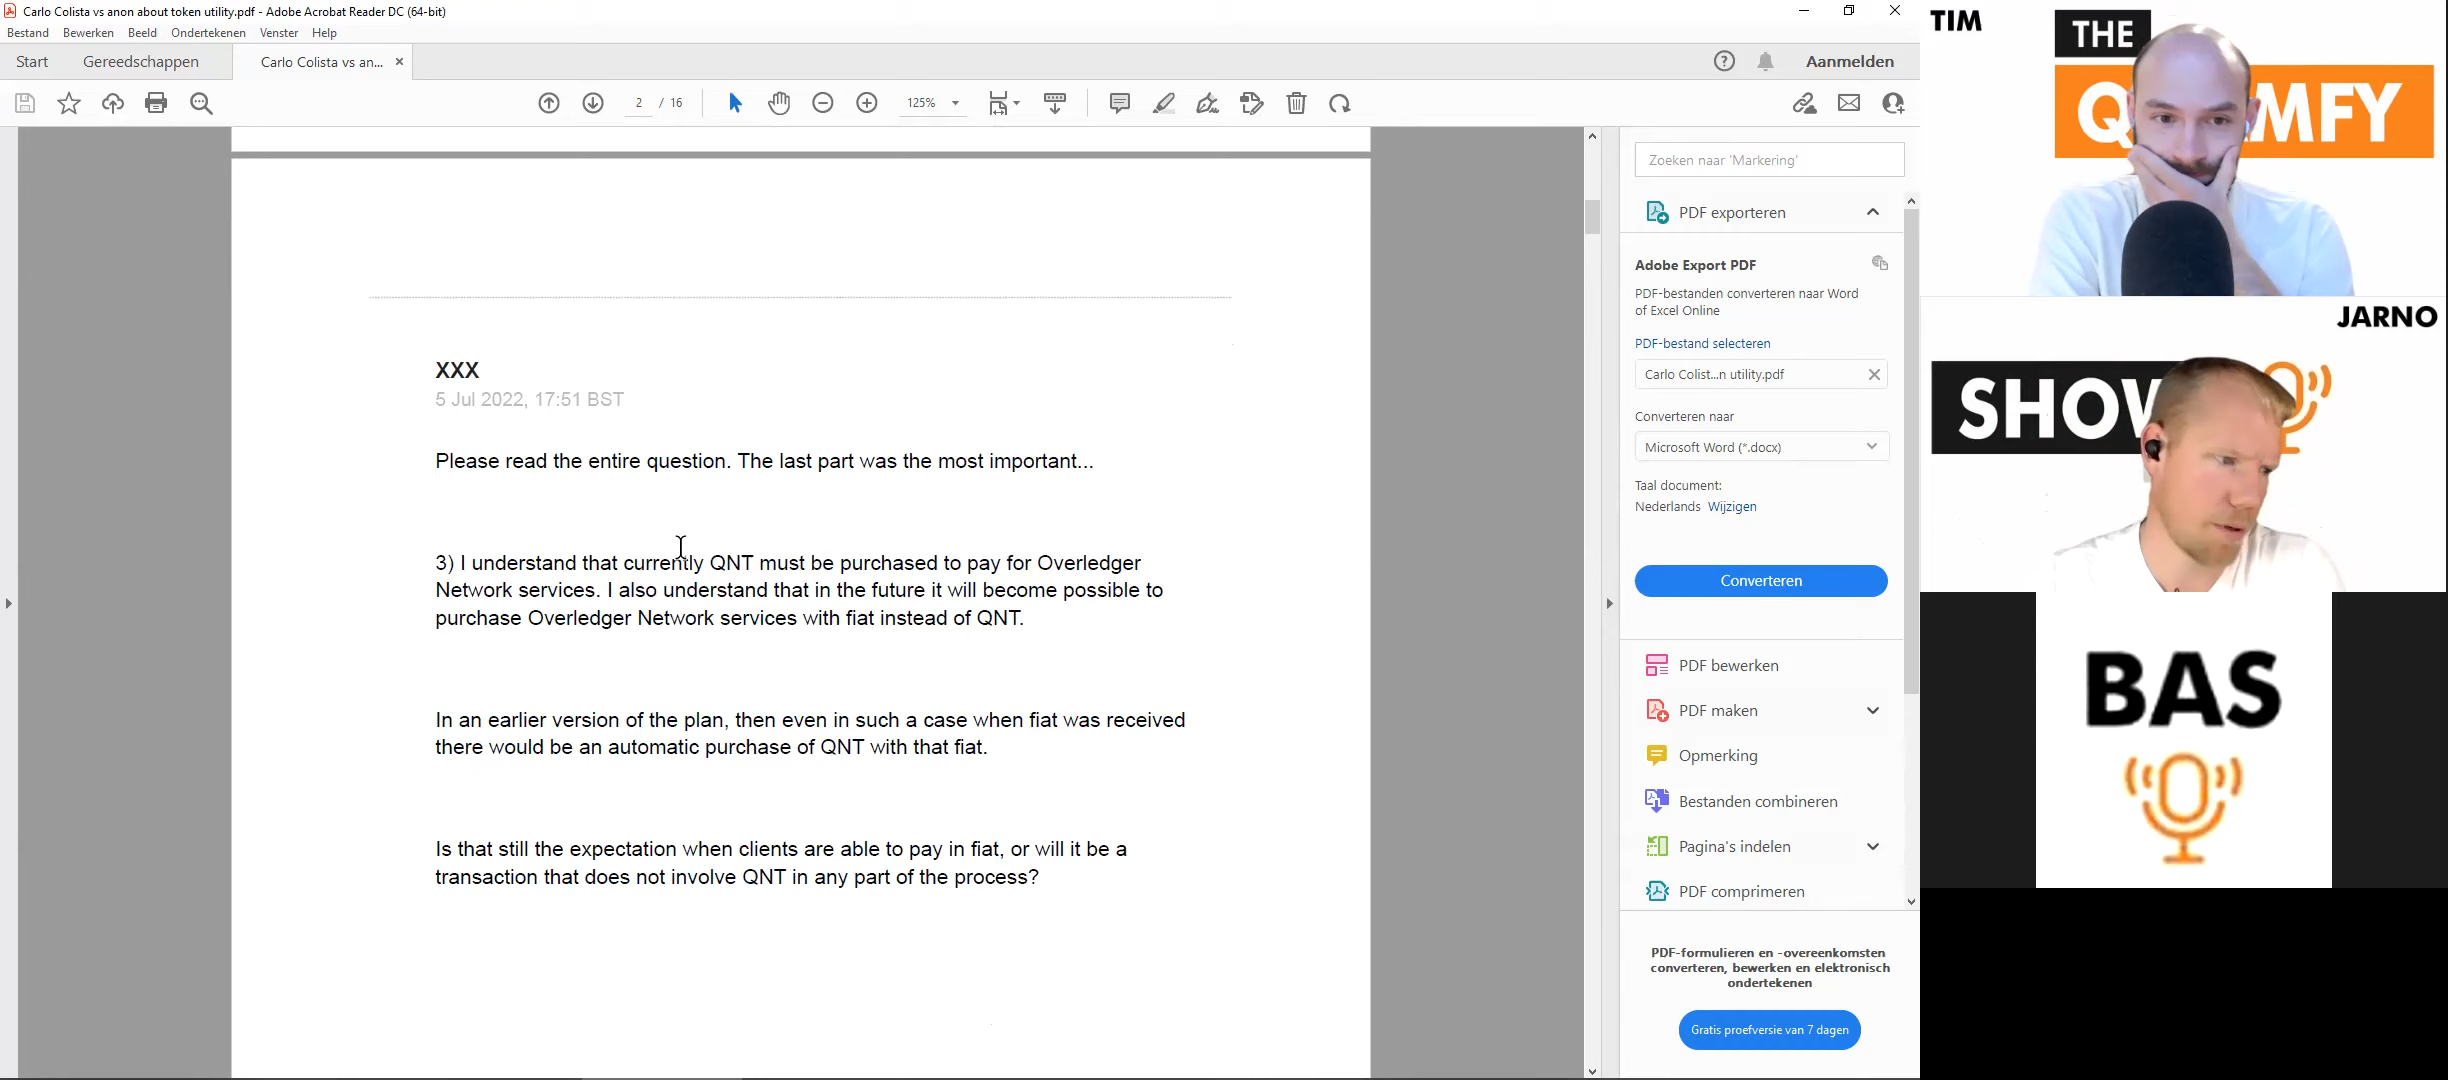 Carlo Colista vs anon about token utility.pdf - Adobe Acrobat Reader DC (64-bit)
Bestand Bewerken Beeld Ondertekenen Venster Help
Start Gereedschappen Carlo Colista vs an... Aanmelden
2 / 16 125%
XXX
5 Jul 2022, 17:51 BST
Please read the entire question. The last part was the most important...
3) I understand that currently QNT must be purchased to pay for Overledger
Network services. I also understand that in the future it will become possible to
purchase Overledger Network services with fiat instead of QNT.
In an earlier version of the plan, then even in such a case when fiat was received
there would be an automatic purchase of QNT with that fiat.
Is that still the expectation when clients are able to pay in fiat, or will it be a
transaction that does not involve QNT in any part of the process?
Zoeken naar 'Markering'
PDF exporteren
Adobe Export PDF
PDF-bestanden converteren naar Word
of Excel Online
PDF-bestand selecteren
Carlo Colist...n utility.pdf
Converteren naar
Microsoft Word (*.docx)
Taal document:
Nederlands Wijzigen
Converteren
PDF bewerken
PDF maken
Opmerking
Bestanden combineren
Pagina's indelen
PDF comprimeren
PDF-formulieren en -overeenkomsten
converteren, bewerken en elektronisch
ondertekenen
Gratis proefversie van 7 dagen
TIM
THE
JARNO
SHOW
BAS